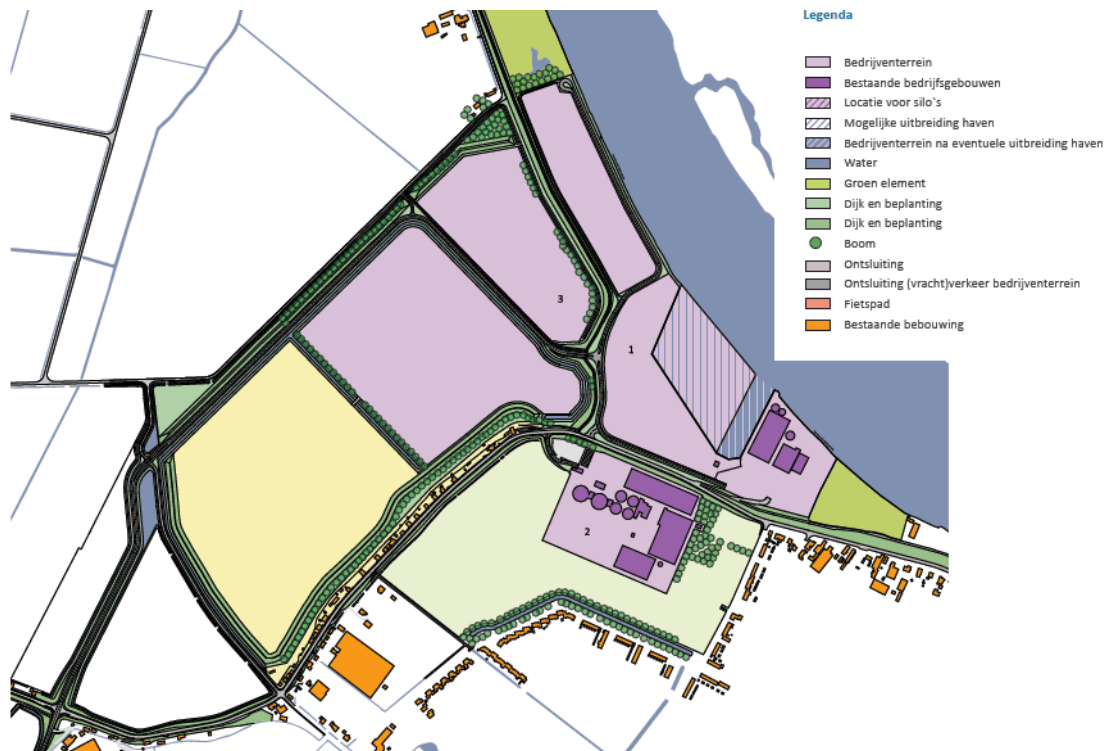 Legenda
Bedrijventerrein
Bestaande bedrijfsgebouwen
Locatie voor silo`s
Mogelijke uitbreiding haven
Bedrijventerrein na eventuele uitbreiding haven
Water
Groen element
Dijk en beplanting
Dijk en beplanting
Boom
Ontsluiting
Ontsluiting (vracht)verkeer bedrijventerrein
Fietspad
Bestaande bebouwing
3
1
2